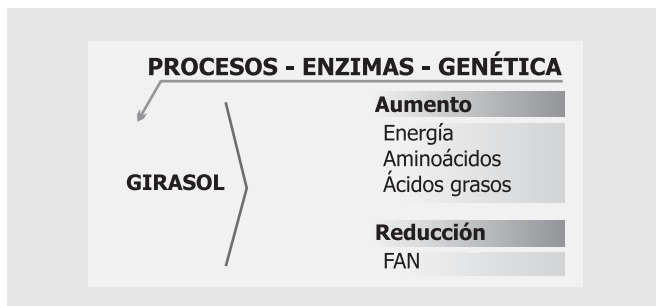 PROCESOS - ENZIMAS - GENÉTICA
GIRASOL
Aumento
Energía
Aminoácidos
Ácidos grasos
Reducción
FAN